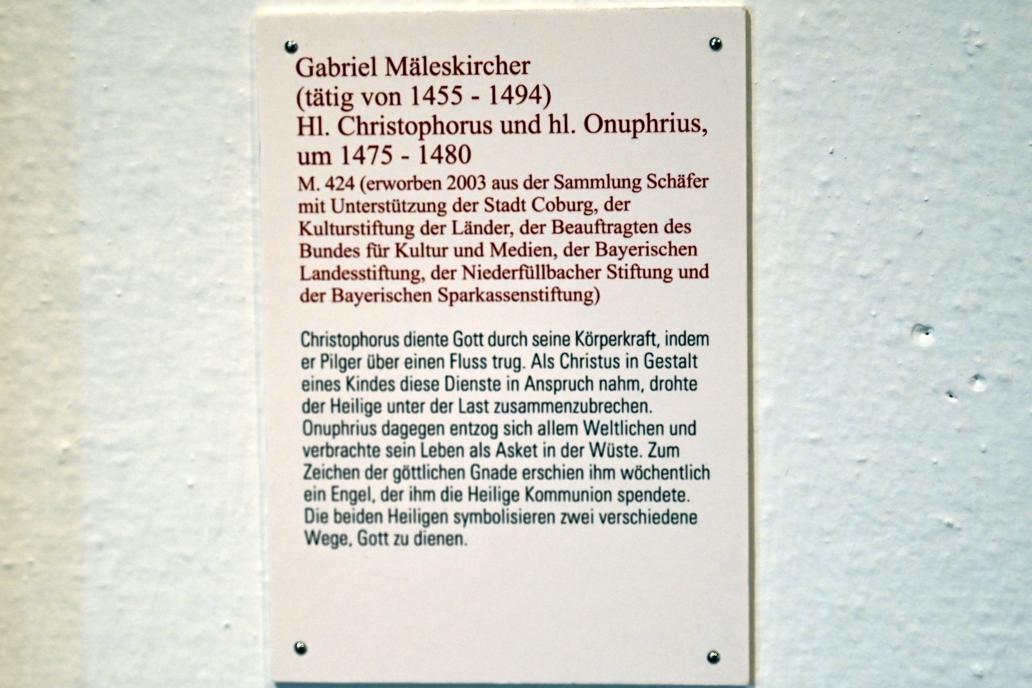 Gabriel Mäleskircher
(tätig von 1455 - 1494)
Hl. Christophorus und hl. Onuphrius,
um 1475 - 1480
M. 424 (erworben 2003 aus der Sammlung Schäfer
mit Unterstützung der Stadt Coburg, der
Kulturstiftung der Länder, der Beauftragten des
Bundes für Kultur und Medien, der Bayerischen
Landesstiftung, der Niederfüllbacher Stiftung und
der Bayerischen Sparkassenstiftung)
Christophorus diente Gott durch seine Körperkraft, indem
er Pilger über einen Fluss trug. Als Christus in Gestalt
eines Kindes diese Dienste in Anspruch nahm, drohte
der Heilige unter der Last zusammenzubrechen.
Onuphrius dagegen entzog sich allem Weltlichen und
verbrachte sein Leben als Asket in der Wüste. Zum
Zeichen der göttlichen Gnade erschien ihm wöchentlich
ein Engel, der ihm die Heilige Kommunion spendete.
Die beiden Heiligen symbolisieren zwei verschiedene
Wege, Gott zu dienen.